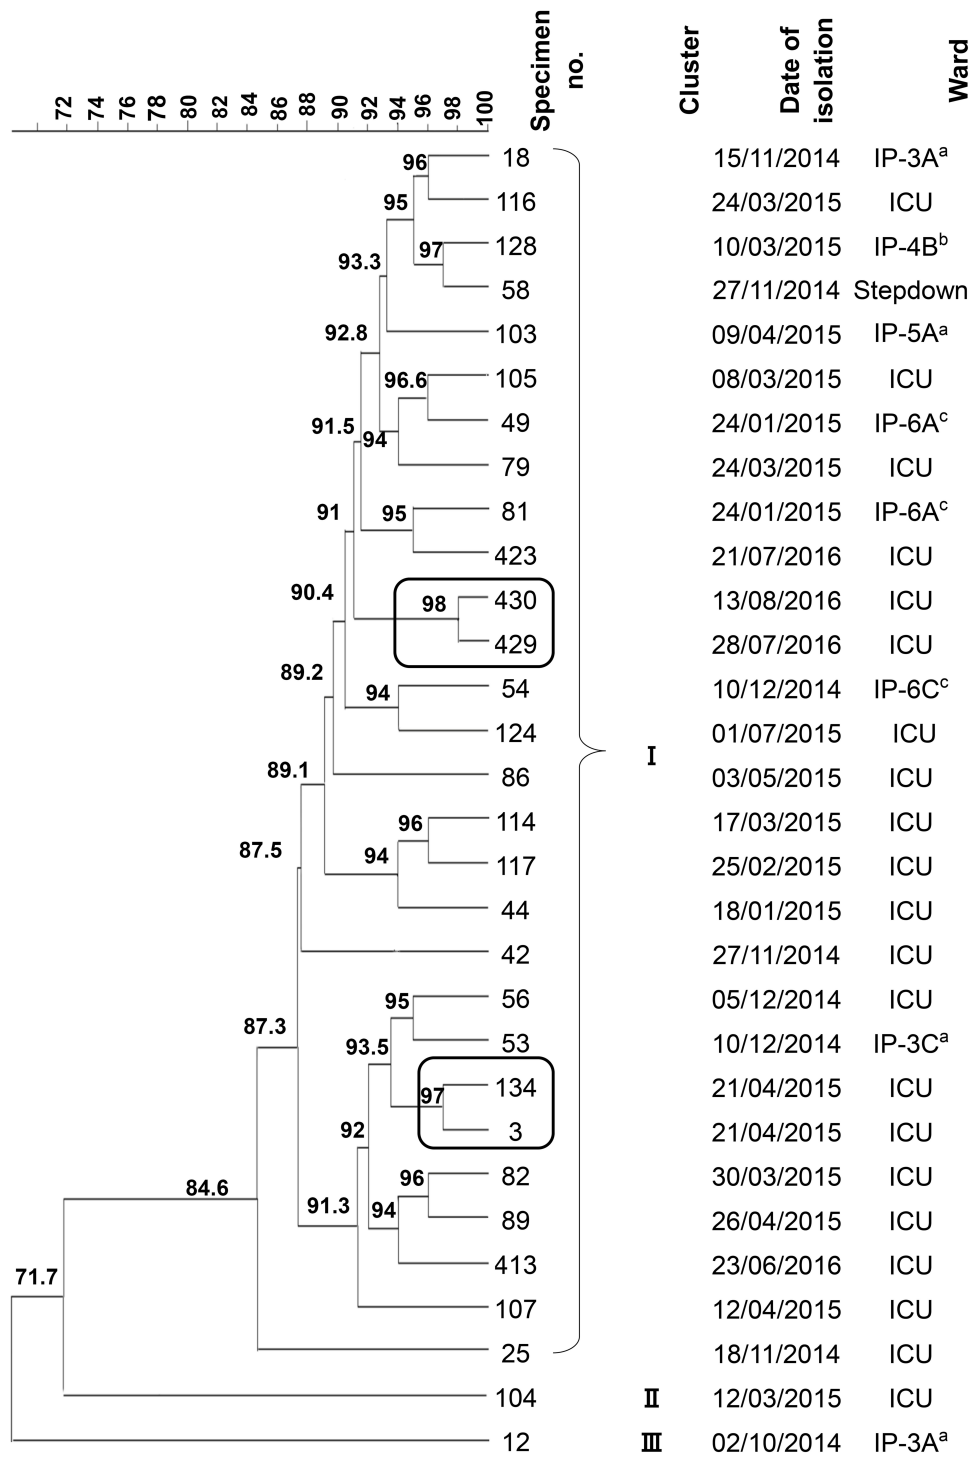 72 74 76 78 80 82 84 86 88 90 92 94 96 98 100 Specimen no. Cluster Date of isolation Ward
96 18 15/11/2014 IP-3Aᵃ
116 24/03/2015 ICU
95
128 10/03/2015 IP-4Bᵇ
97
93.3
58 27/11/2014 Stepdown
92.8 103 09/04/2015 IP-5Aᵃ
96.6 105 08/03/2015 ICU
49 24/01/2015 IP-6Aᶜ
91.5 94
79 24/03/2015 ICU
91 95 81 24/01/2015 IP-6Aᶜ
423 21/07/2016 ICU
90.4 98 430 13/08/2016 ICU
429 28/07/2016 ICU
89.2 94 54 10/12/2014 IP-6Cᶜ
124 01/07/2015 ICU
I
89.1 86 03/05/2015 ICU
96 114 17/03/2015 ICU
87.5 94 117 25/02/2015 ICU
44 18/01/2015 ICU
42 27/11/2014 ICU
95 56 05/12/2014 ICU
87.3
93.5 53 10/12/2014 IP-3Cᵃ
97 134 21/04/2015 ICU
92 3 21/04/2015 ICU
96 82 30/03/2015 ICU
84.6
91.3 94 89 26/04/2015 ICU
413 23/06/2016 ICU
71.7
107 12/04/2015 ICU
25 18/11/2014 ICU
104 II 12/03/2015 ICU
12 III 02/10/2014 IP-3Aᵃ